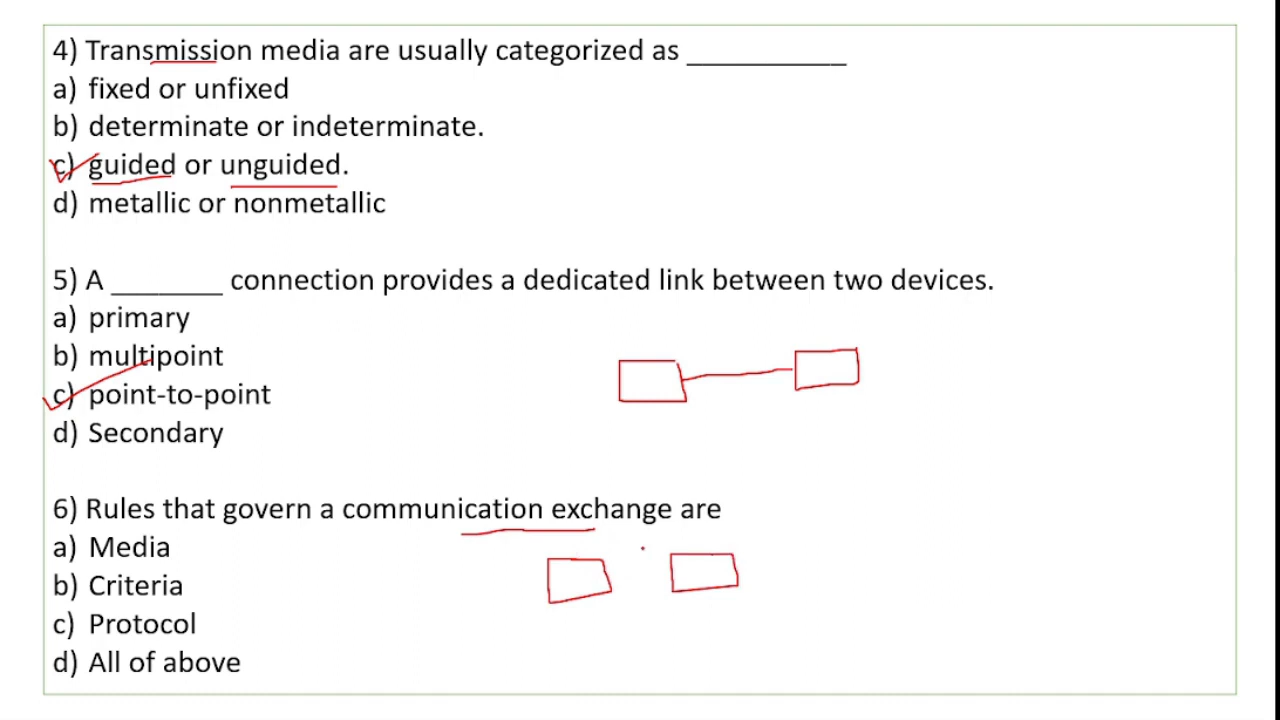 4) Transmission media are usually categorized as __________
a) fixed or unfixed
b) determinate or indeterminate.
c) guided or unguided.
d) metallic or nonmetallic
5) A _______ connection provides a dedicated link between two devices.
a) primary
b) multipoint
c) point-to-point
d) Secondary
6) Rules that govern a communication exchange are
a) Media
b) Criteria
c) Protocol
d) All of above